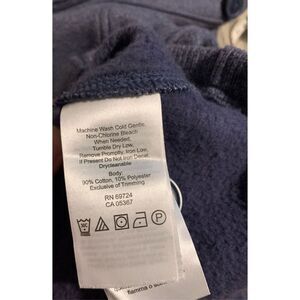 Machine Wash Cold Gentle,
Non-Chlorine Bleach
When Needed,
Tumble Dry Low,
Remove Promptly, Iron Low,
If Present Do Not Iron Decal,
Drycleanable
Body:
90% Cotton, 10% Polyester
Exclusive of Trimming
RN 69724
CA 05367
P
fiamma o